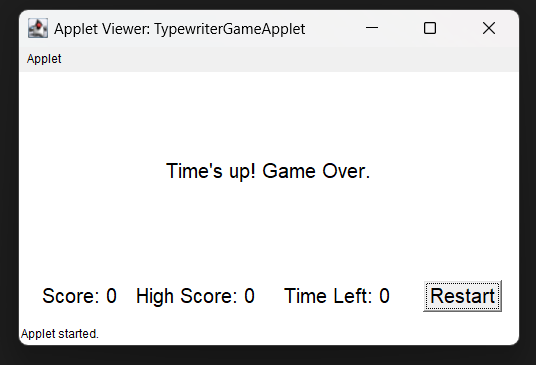 Applet Viewer: TypewriterGameApplet
Applet
Time's up! Game Over.
Score: 0 High Score: 0 Time Left: 0 Restart
Applet started.